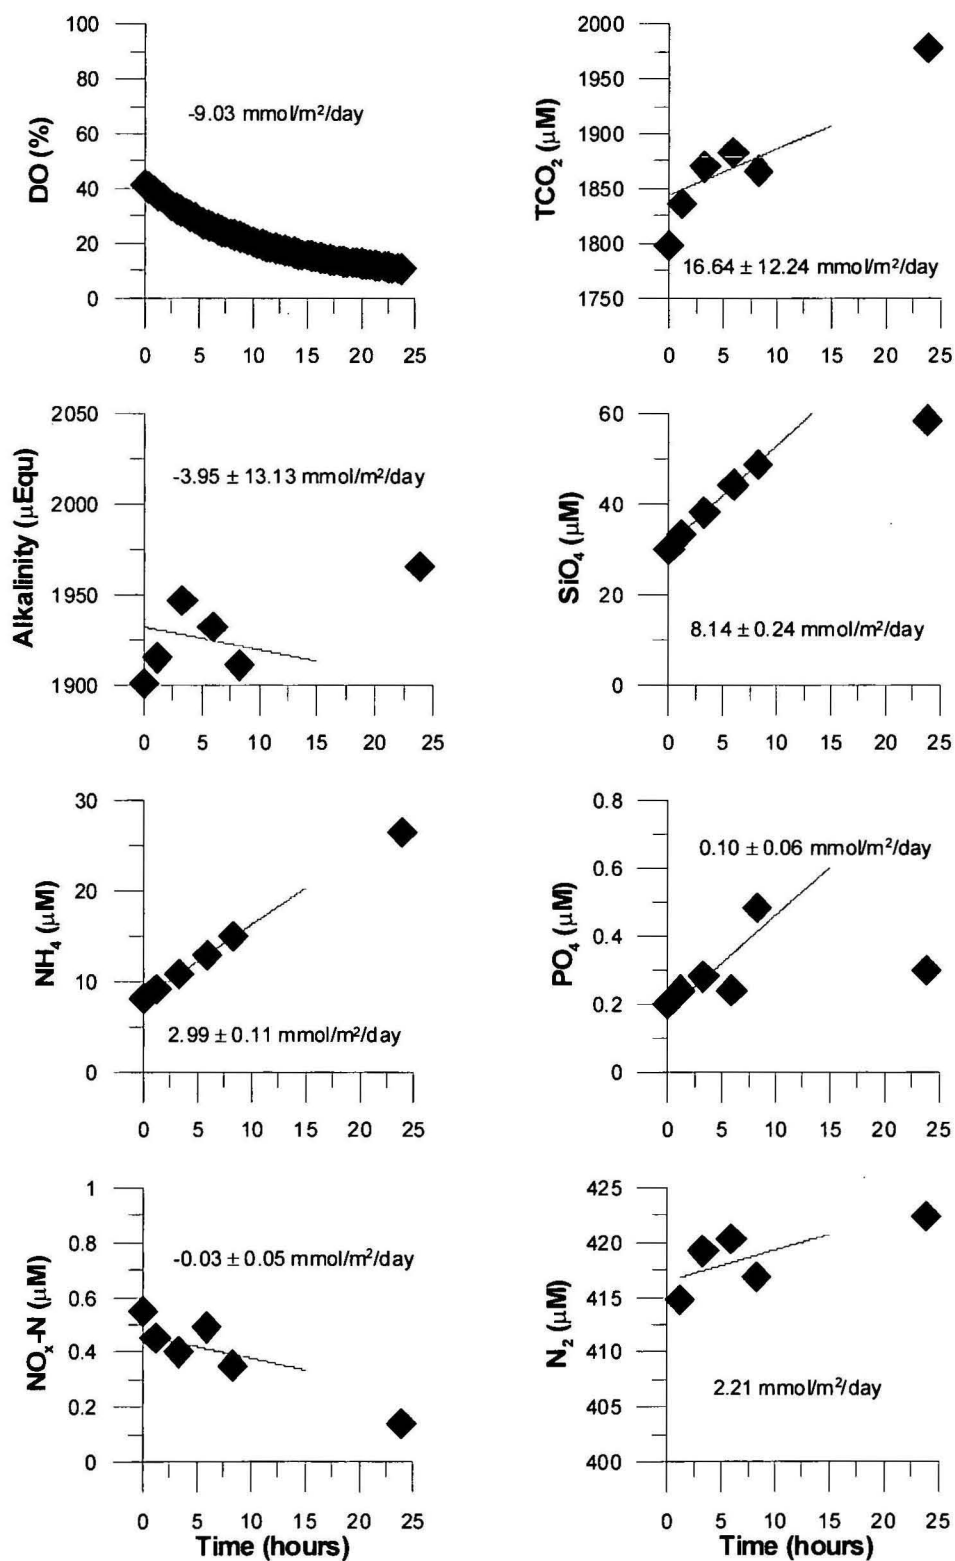 100
80
60
40
20
0
DO (%)
-9.03 mmol/m²/day
0 5 10 15 20 25
2000
1950
1900
1850
1800
1750
TCO₂ (μM)
16.64 ± 12.24 mmol/m²/day
0 5 10 15 20 25
2050
2000
1950
1900
Alkalinity (μEqu)
-3.95 ± 13.13 mmol/m²/day
0 5 10 15 20 25
60
40
20
0
SiO₄ (μM)
8.14 ± 0.24 mmol/m²/day
0 5 10 15 20 25
30
20
10
0
NH₄ (μM)
2.99 ± 0.11 mmol/m²/day
0 5 10 15 20 25
0.8
0.6
0.4
0.2
0
PO₄ (μM)
0.10 ± 0.06 mmol/m²/day
0 5 10 15 20 25
1
0.8
0.6
0.4
0.2
0
NOₓ-N (μM)
-0.03 ± 0.05 mmol/m²/day
0 5 10 15 20 25
Time (hours)
425
420
415
410
405
400
N₂ (μM)
2.21 mmol/m²/day
0 5 10 15 20 25
Time (hours)